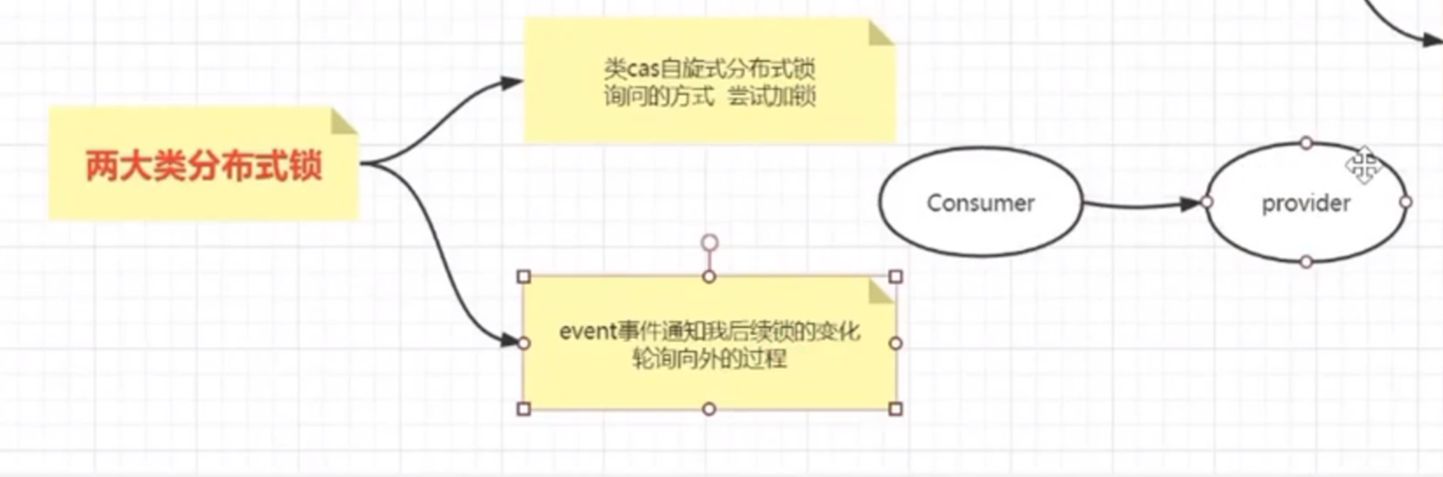 类cas自旋式分布式锁
询问的方式 尝试加锁
两大类分布式锁
Consumer
provider
event事件通知我后续锁的变化
轮询向外的过程